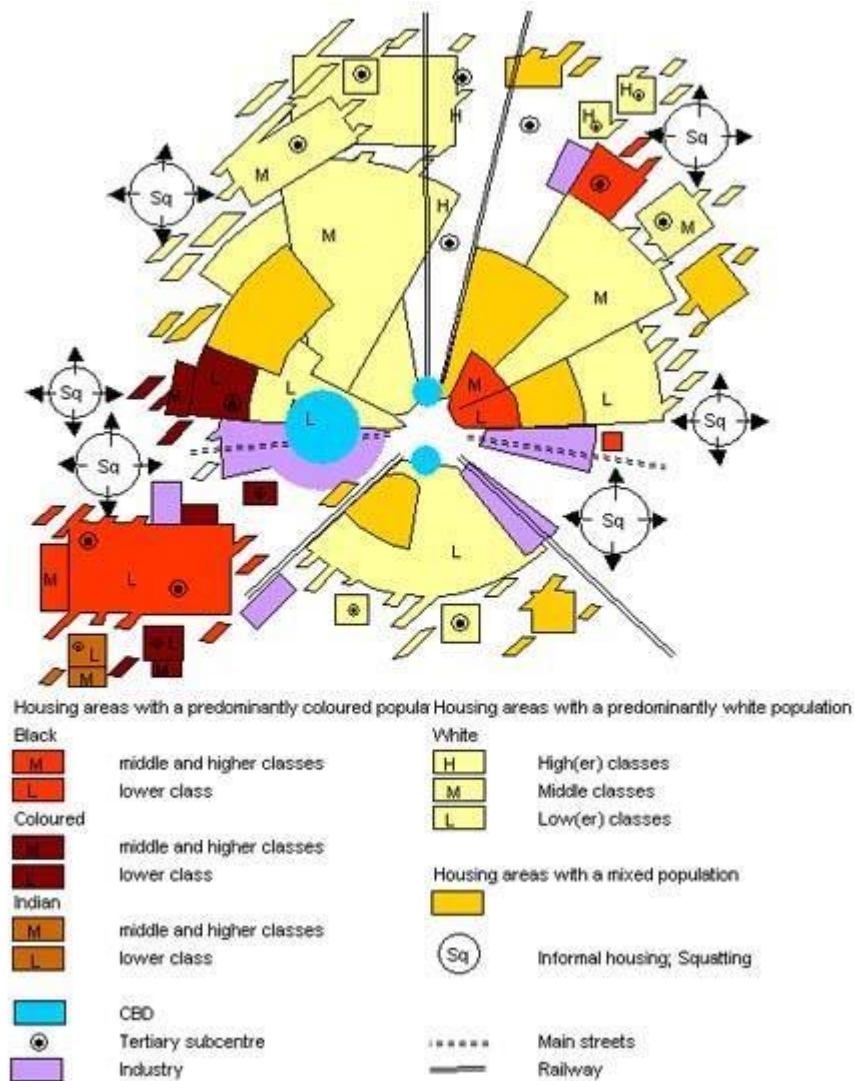 H
H
H
Sq
M
H
Sq
M
M
M
L
M
Sq
M
L
L
L
L
Sq
L
Sq
Sq
L
M
L
L
L
M
M
Housing areas with a predominantly coloured popula Housing areas with a predominantly white population
Black White
M middle and higher classes H High(er) classes
L lower class M Middle classes
Coloured L Low(er) classes
M middle and higher classes
L lower class Housing areas with a mixed population
Indian
M middle and higher classes
L lower class Sq Informal housing; Squatting
CBD
Tertiary subcentre Main streets
Industry Railway